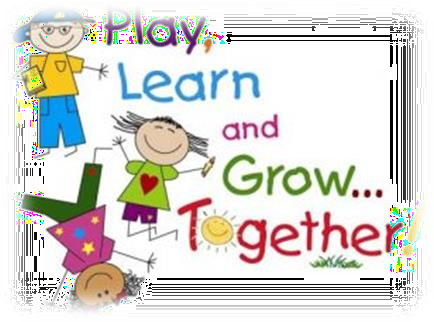 Play,
Learn
and
Grow...
Together!